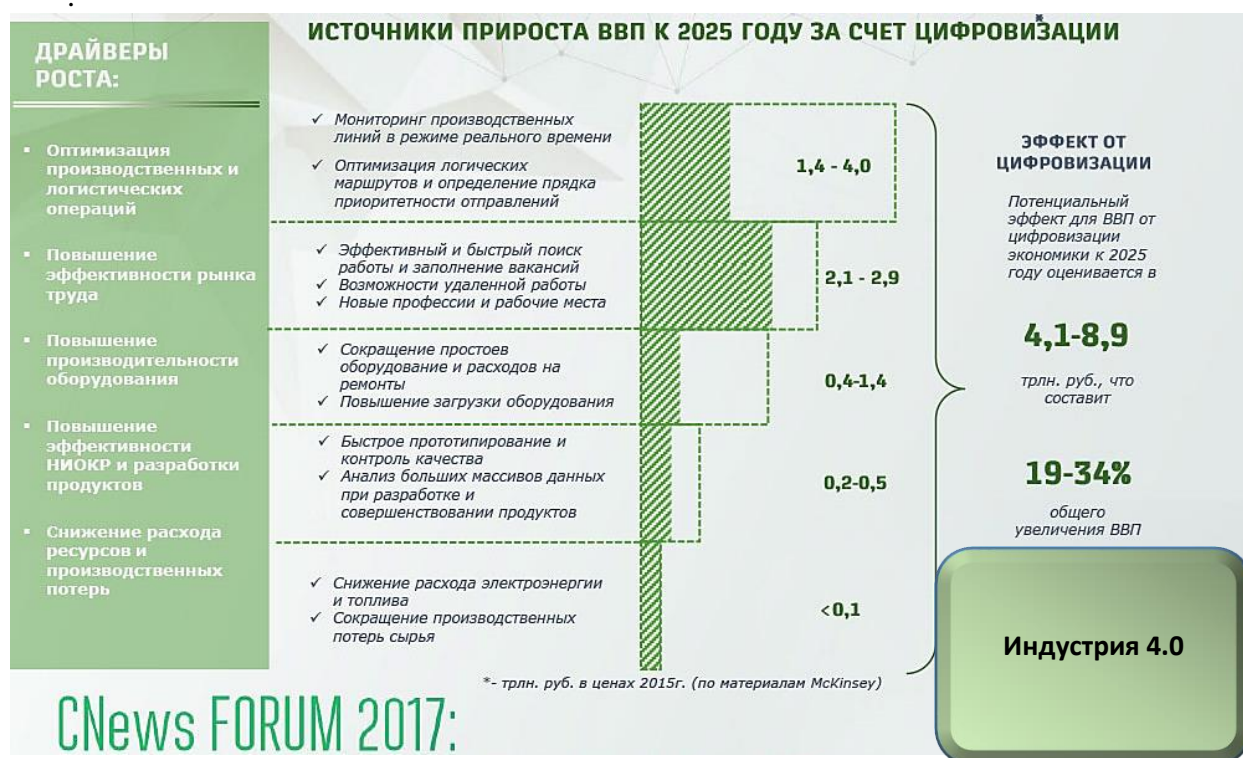 ИСТОЧНИКИ ПРИРОСТА ВВП К 2025 ГОДУ ЗА СЧЕТ ЦИФРОВИЗАЦИИ
ДРАЙВЕРЫ
РОСТА:
▪ Оптимизация
производственных и
логистических
операций
▪ Повышение
эффективности рынка
труда
▪ Повышение
производительности
оборудования
▪ Повышение
эффективности
НИОКР и разработки
продуктов
▪ Снижение расхода
ресурсов и
производственных
потерь
✓ Мониторинг производственных
линий в режиме реального времени
✓ Оптимизация логических
маршрутов и определение прядка
приоритетности отправлений
1,4 - 4,0
✓ Эффективный и быстрый поиск
работы и заполнение вакансий
✓ Возможности удаленной работы
✓ Новые профессии и рабочие места
2,1 - 2,9
✓ Сокращение простоев
оборудование и расходов на
ремонты
✓ Повышение загрузки оборудования
0,4-1,4
✓ Быстрое прототипирование и
контроль качества
✓ Анализ больших массивов данных
при разработке и
совершенствовании продуктов
0,2-0,5
✓ Снижение расхода электроэнергии
и топлива
✓ Сокращение производственных
потерь сырья
<0,1
ЭФФЕКТ ОТ
ЦИФРОВИЗАЦИИ
Потенциальный
эффект для ВВП от
цифровизации
экономики к 2025
году оценивается в
4,1-8,9
трлн. руб., что
составит
19-34%
общего
увеличения ВВП
Индустрия 4.0
*- трлн. руб. в ценах 2015г. (по материалам McKinsey)
CNews FORUM 2017: